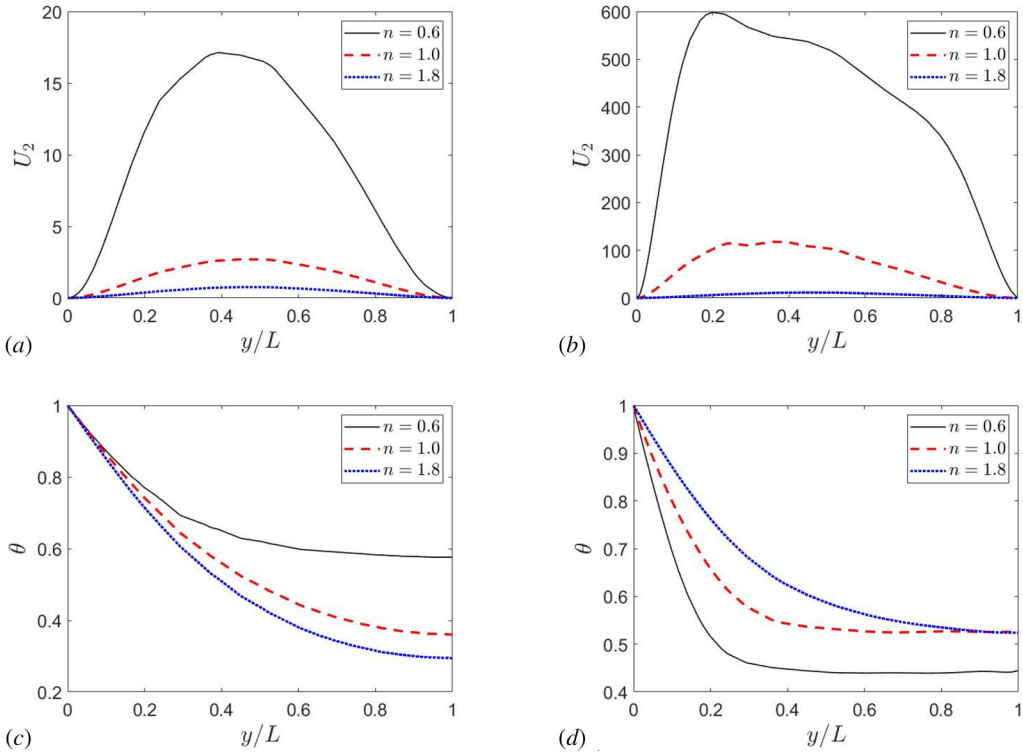 20
15
10
5
0
U₂
0 0.2 0.4 0.6 0.8 1
y/L
n = 0.6
n = 1.0
n = 1.8
(a)
600
500
400
300
200
100
0
U₂
0 0.2 0.4 0.6 0.8 1
y/L
n = 0.6
n = 1.0
n = 1.8
(b)
1
0.8
0.6
0.4
0.2
θ
0 0.2 0.4 0.6 0.8 1
y/L
n = 0.6
n = 1.0
n = 1.8
(c)
1
0.9
0.8
0.7
0.6
0.5
0.4
θ
0 0.2 0.4 0.6 0.8 1
y/L
n = 0.6
n = 1.0
n = 1.8
(d)